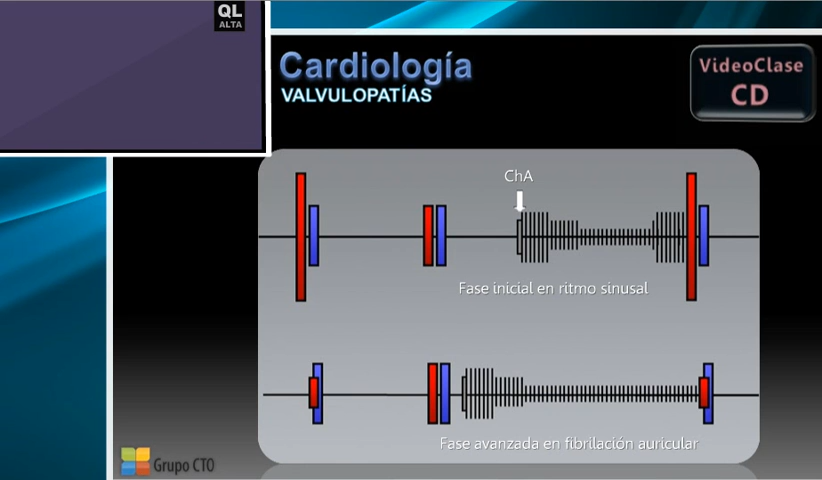 QL
ALTA
Cardiología
VALVULOPATÍAS
VideoClase
CD
ChA
Fase inicial en ritmo sinusal
Fase avanzada en fibrilación auricular
Grupo CTO